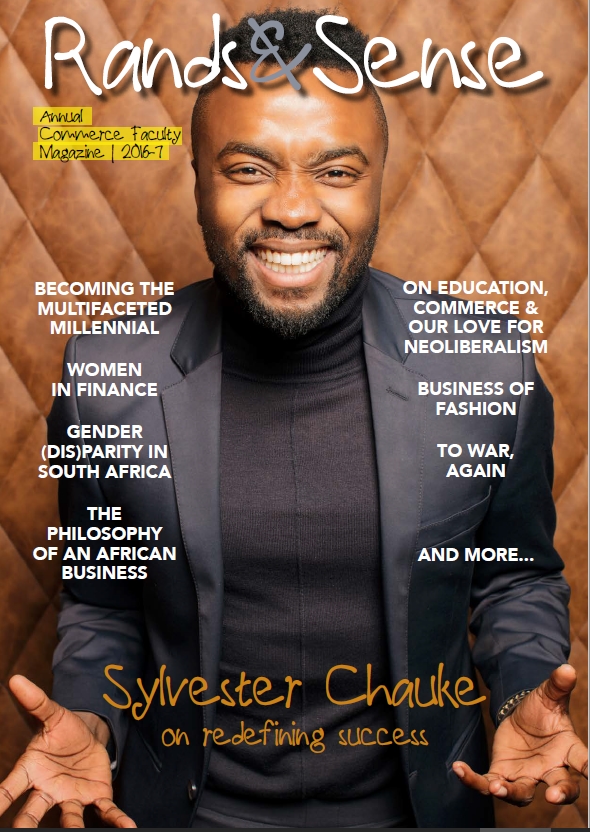 Rands&Sense
Annual
Commerce Faculty
Magazine | 2016-7
BECOMING THE
MULTIFACETED
MILLENNIAL
WOMEN
IN FINANCE
GENDER
(DIS)PARITY IN
SOUTH AFRICA
THE
PHILOSOPHY
OF AN AFRICAN
BUSINESS
ON EDUCATION,
COMMERCE &
OUR LOVE FOR
NEOLIBERALISM
BUSINESS OF
FASHION
TO WAR,
AGAIN
AND MORE...
Sylvester Chauke
on redefining success